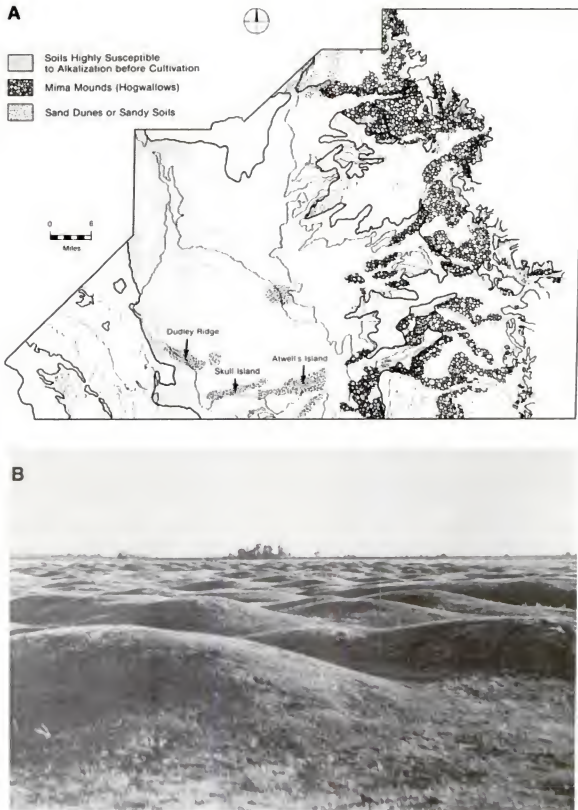 A
Soils Highly Susceptible
to Alkalization before Cultivation
Mima Mounds (Hogwallows)
Sand Dunes or Sandy Soils
0 6
Miles
Dudley Ridge
Skull Island
Atwell's Island
B